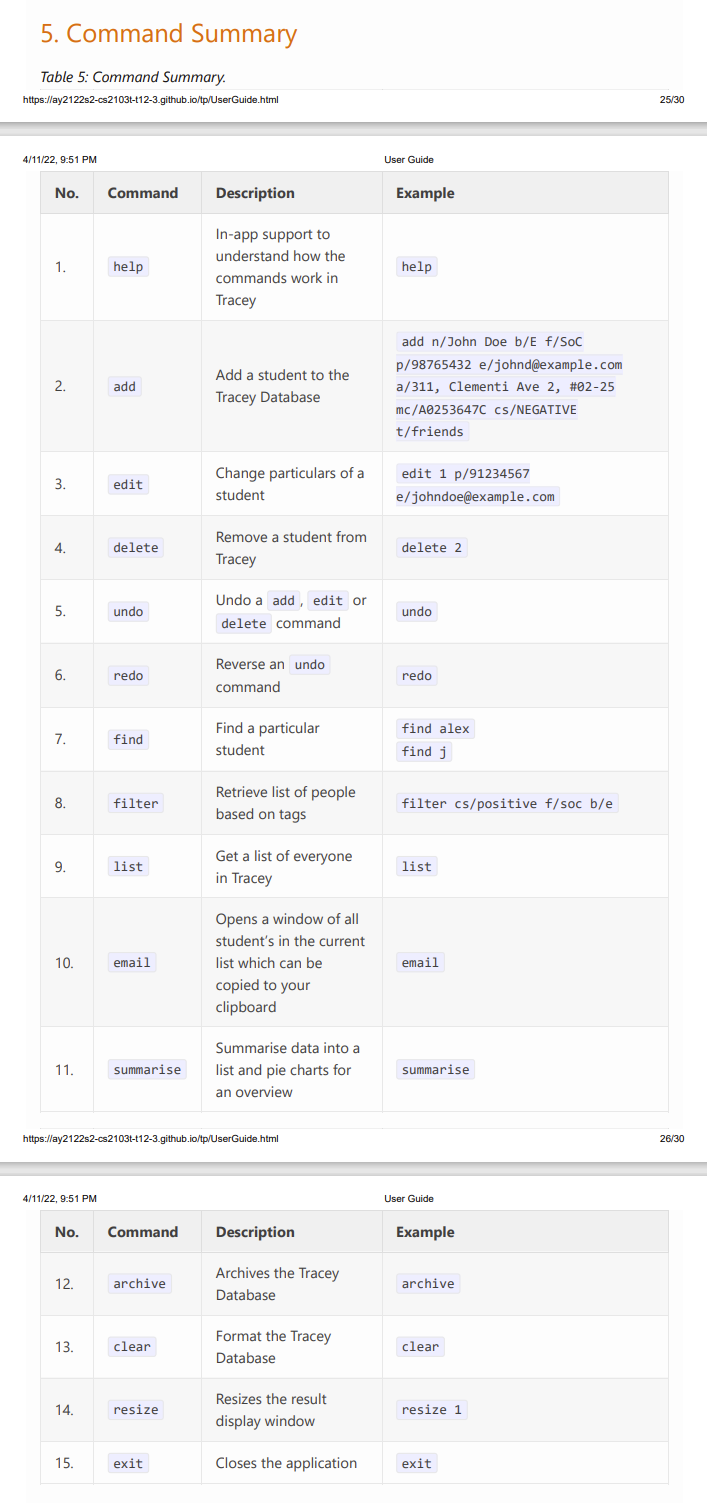 5. Command Summary
Table 5: Command Summary.
https://ay2122s2-cs2103t-t12-3.github.io/tp/UserGuide.html 25/30
4/11/22, 9:51 PM User Guide
No. Command Description Example
1. help In-app support to
understand how the
commands work in
Tracey help
2. add Add a student to the
Tracey Database add n/John Doe b/E f/SoC
p/98765432 e/johnd@example.com
a/311, Clementi Ave 2, #02-25
mc/A0253647C cs/NEGATIVE
t/friends
3. edit Change particulars of a
student edit 1 p/91234567
e/johndoe@example.com
4. delete Remove a student from
Tracey delete 2
5. undo Undo a add, edit or
delete command undo
6. redo Reverse an undo
command redo
7. find Find a particular
student find alex
find j
8. filter Retrieve list of people
based on tags filter cs/positive f/soc b/e
9. list Get a list of everyone
in Tracey list
10. email Opens a window of all
student's in the current
list which can be
copied to your
clipboard email
11. summarise Summarise data into a
list and pie charts for
an overview summarise
https://ay2122s2-cs2103t-t12-3.github.io/tp/UserGuide.html 26/30
4/11/22, 9:51 PM User Guide
No. Command Description Example
12. archive Archives the Tracey
Database archive
13. clear Format the Tracey
Database clear
14. resize Resizes the result
display window resize 1
15. exit Closes the application exit